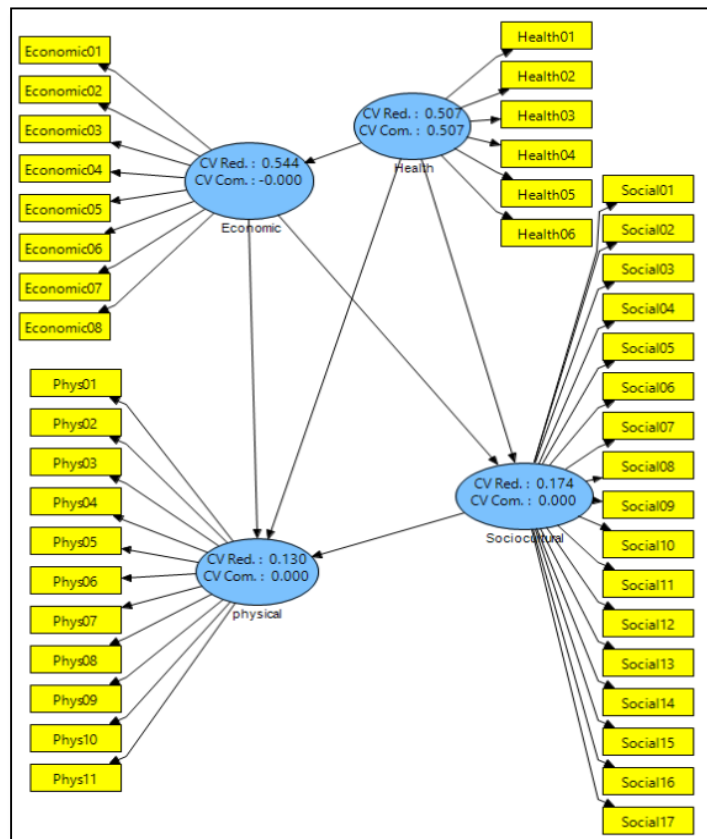 Economic01
Economic02
Economic03
Economic04
Economic05
Economic06
Economic07
Economic08
CV Red. : 0.544
CV Com. : -0.000
Economic
Health01
Health02
Health03
Health04
Health05
Health06
CV Red. : 0.507
CV Com. : 0.507
Health
Social01
Social02
Social03
Social04
Social05
Social06
Social07
Social08
Social09
Social10
Social11
Social12
Social13
Social14
Social15
Social16
Social17
CV Red. : 0.174
CV Com. : 0.000
Sociocultural
Phys01
Phys02
Phys03
Phys04
Phys05
Phys06
Phys07
Phys08
Phys09
Phys10
Phys11
CV Red. : 0.130
CV Com. : 0.000
physical